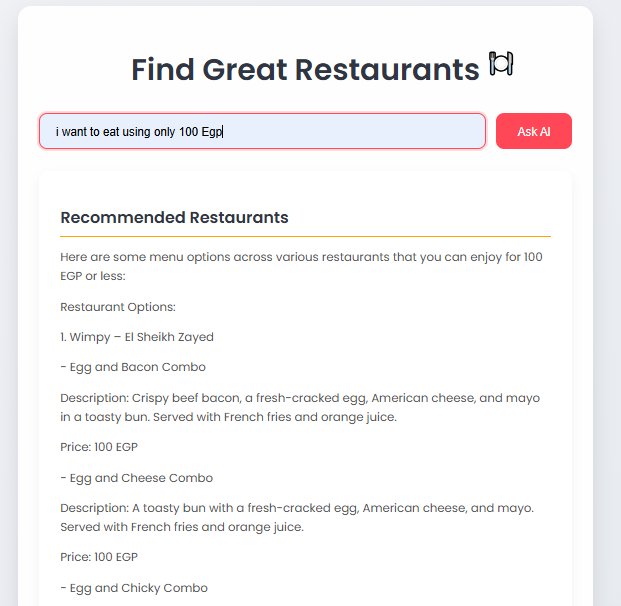 Find Great Restaurants
i want to eat using only 100 Egp
Ask AI
Recommended Restaurants
Here are some menu options across various restaurants that you can enjoy for 100
EGP or less:
Restaurant Options:
1. Wimpy – El Sheikh Zayed
- Egg and Bacon Combo
Description: Crispy beef bacon, a fresh-cracked egg, American cheese, and mayo
in a toasty bun. Served with French fries and orange juice.
Price: 100 EGP
- Egg and Cheese Combo
Description: A toasty bun with a fresh-cracked egg, American cheese, and mayo.
Served with French fries and orange juice.
Price: 100 EGP
- Egg and Chicky Combo